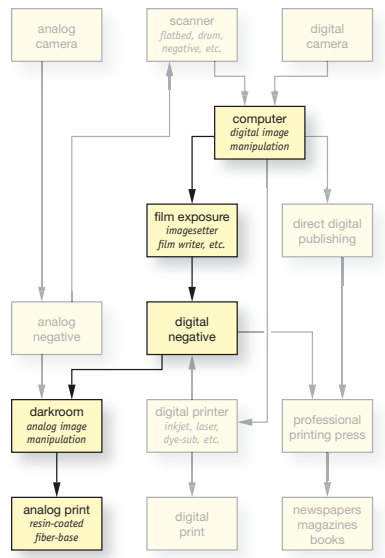 analog
camera
scanner
flatbed, drum,
negative, etc.
digital
camera
computer
digital image
manipulation
film exposure
imagesetter
film writer, etc.
direct digital
publishing
analog
negative
digital
negative
darkroom
analog image
manipulation
digital printer
inkjet, laser,
dye-sub, etc.
professional
printing press
analog print
resin-coated
fiber-base
digital
print
newspapers
magazines
books